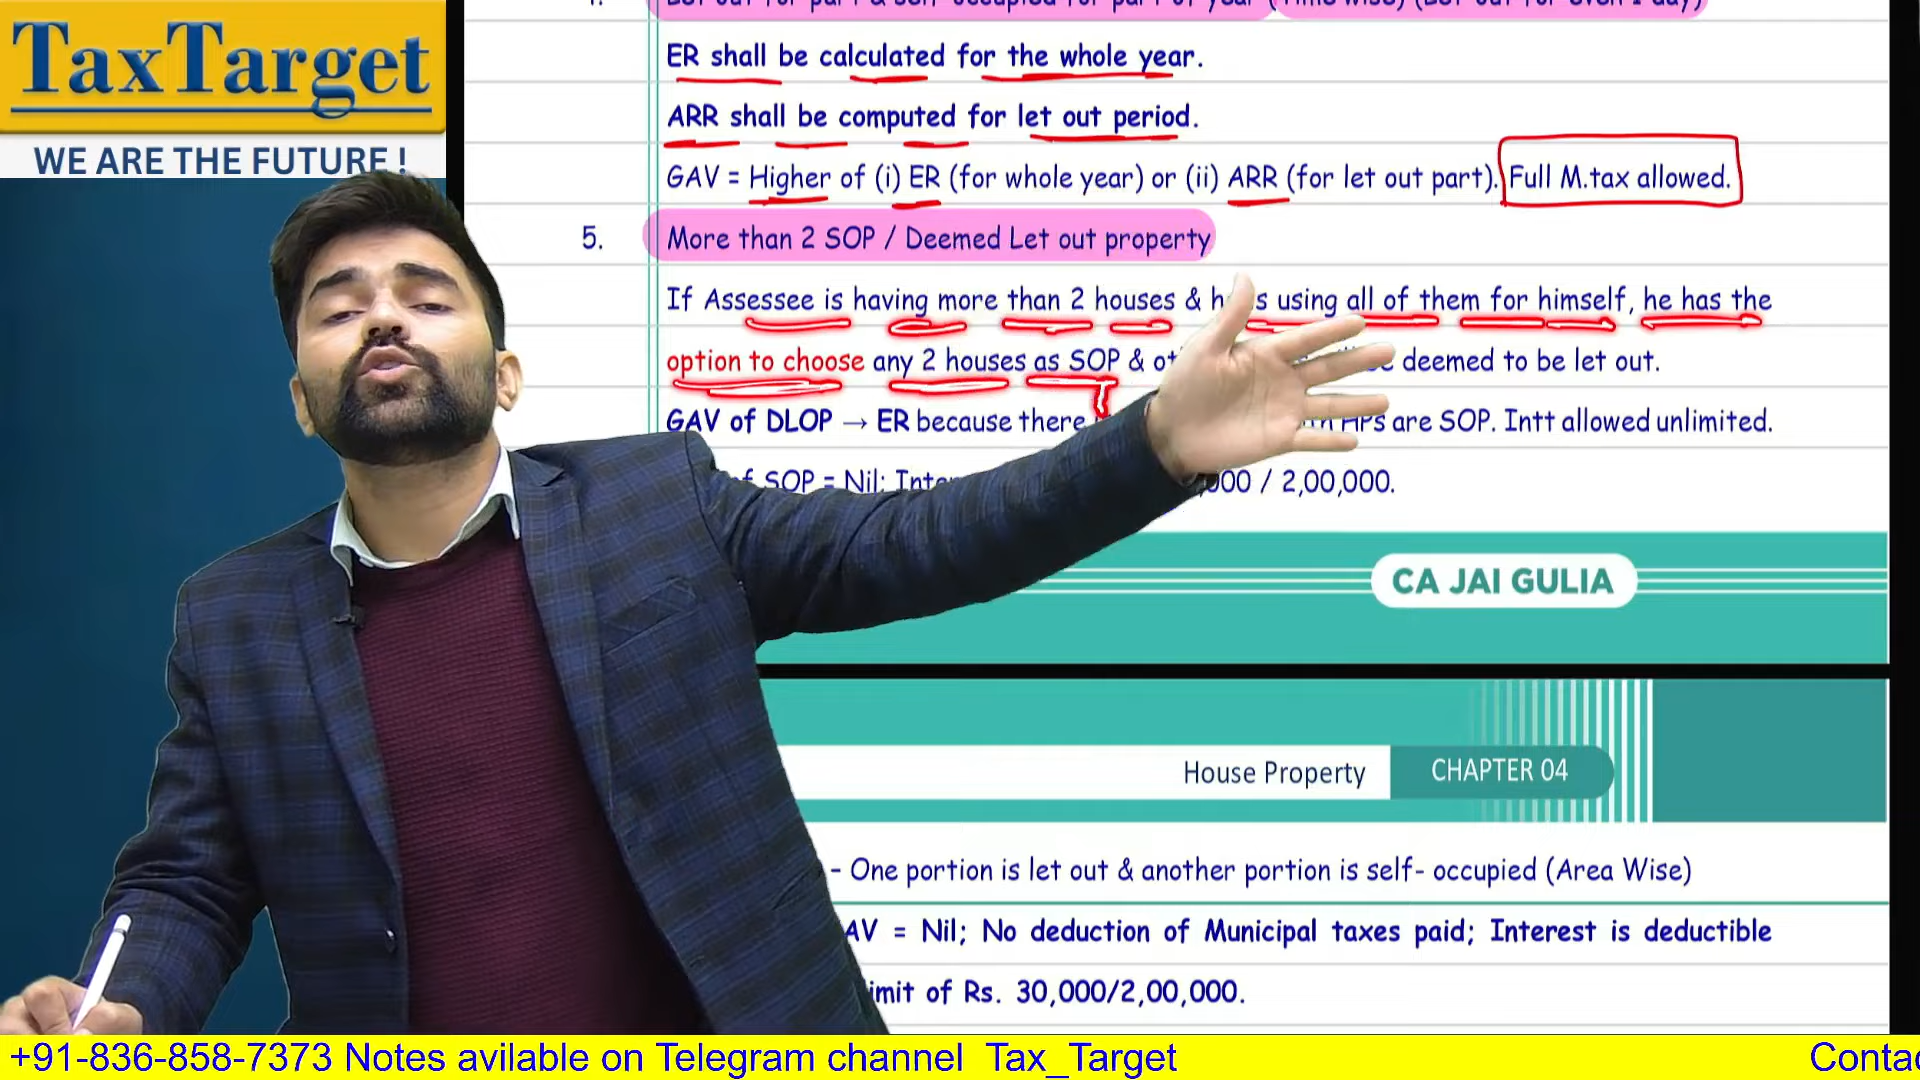 TaxTarget
WE ARE THE FUTURE !
ER shall be calculated for the whole year.
ARR shall be computed for let out period.
GAV = Higher of (i) ER (for whole year) or (ii) ARR (for let out part). Full M.tax allowed.
5. More than 2 SOP / Deemed Let out property
If Assessee is having more than 2 houses & using all of them for himself, he has the
option to choose any 2 houses as SOP & deemed to be let out.
GAV of DLOP → ER because there HPs are SOP. Intt allowed unlimited.
SOP = Nil; / 2,00,000.
CA JAI GULIA
House Property CHAPTER 04
- One portion is let out & another portion is self- occupied (Area Wise)
= Nil; No deduction of Municipal taxes paid; Interest is deductible
of Rs. 30,000/2,00,000.
+91-836-858-7373 Notes avilable on Telegram channel Tax_Target